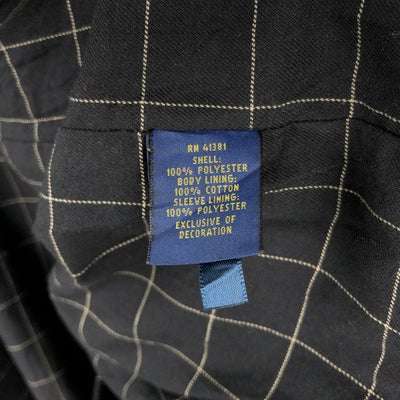 RN 41381
SHELL:
100% POLYESTER
BODY LINING:
100% COTTON
SLEEVE LINING:
100% POLYESTER
EXCLUSIVE OF
DECORATION